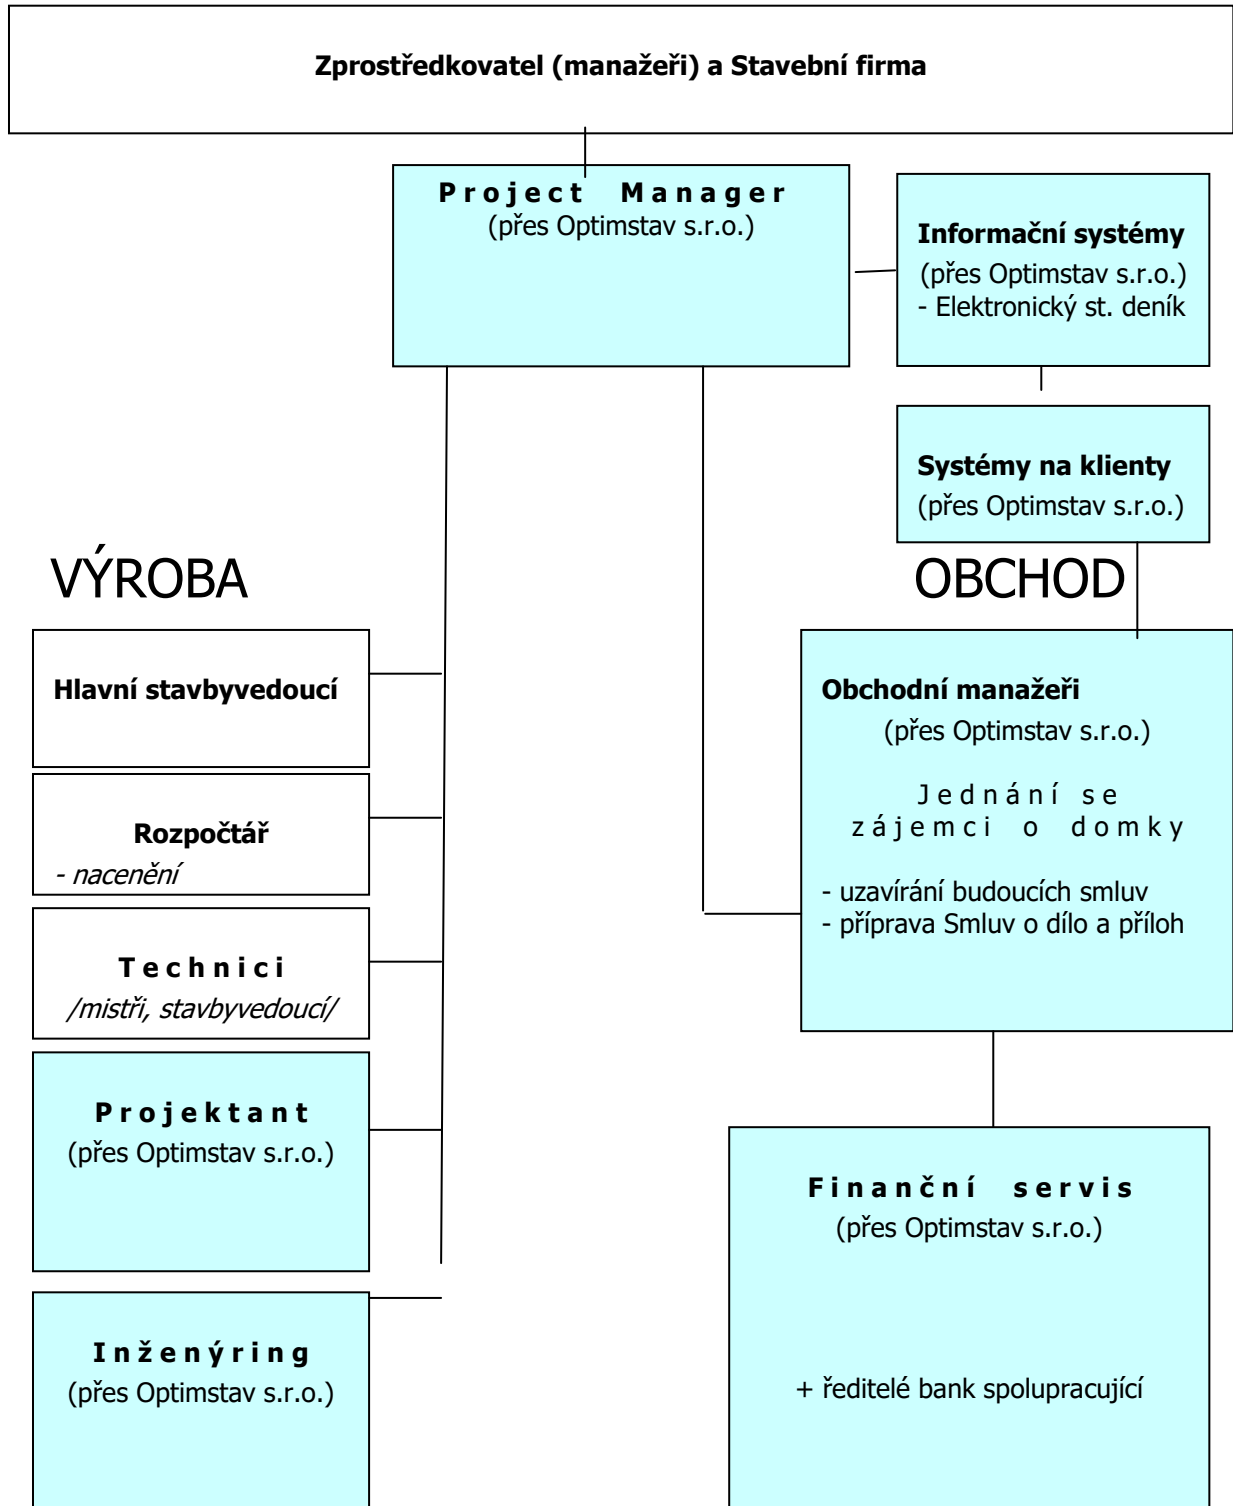 Zprostředkovatel (manažeři) a Stavební firma
Project Manager
(přes Optimstav s.r.o.)
Informační systémy
(přes Optimstav s.r.o.)
- Elektronický st. deník
Systémy na klienty
(přes Optimstav s.r.o.)
VÝROBA
OBCHOD
Hlavní stavbyvedoucí
Rozpočtář
- nacenění
Technici
/mistři, stavbyvedoucí/
Projektant
(přes Optimstav s.r.o.)
Inženýring
(přes Optimstav s.r.o.)
Obchodní manažeři
(přes Optimstav s.r.o.)
Jednání se
zájemci o domky
- uzavírání budoucích smluv
- příprava Smluv o dílo a příloh
Finanční servis
(přes Optimstav s.r.o.)
+ ředitelé bank spolupracující